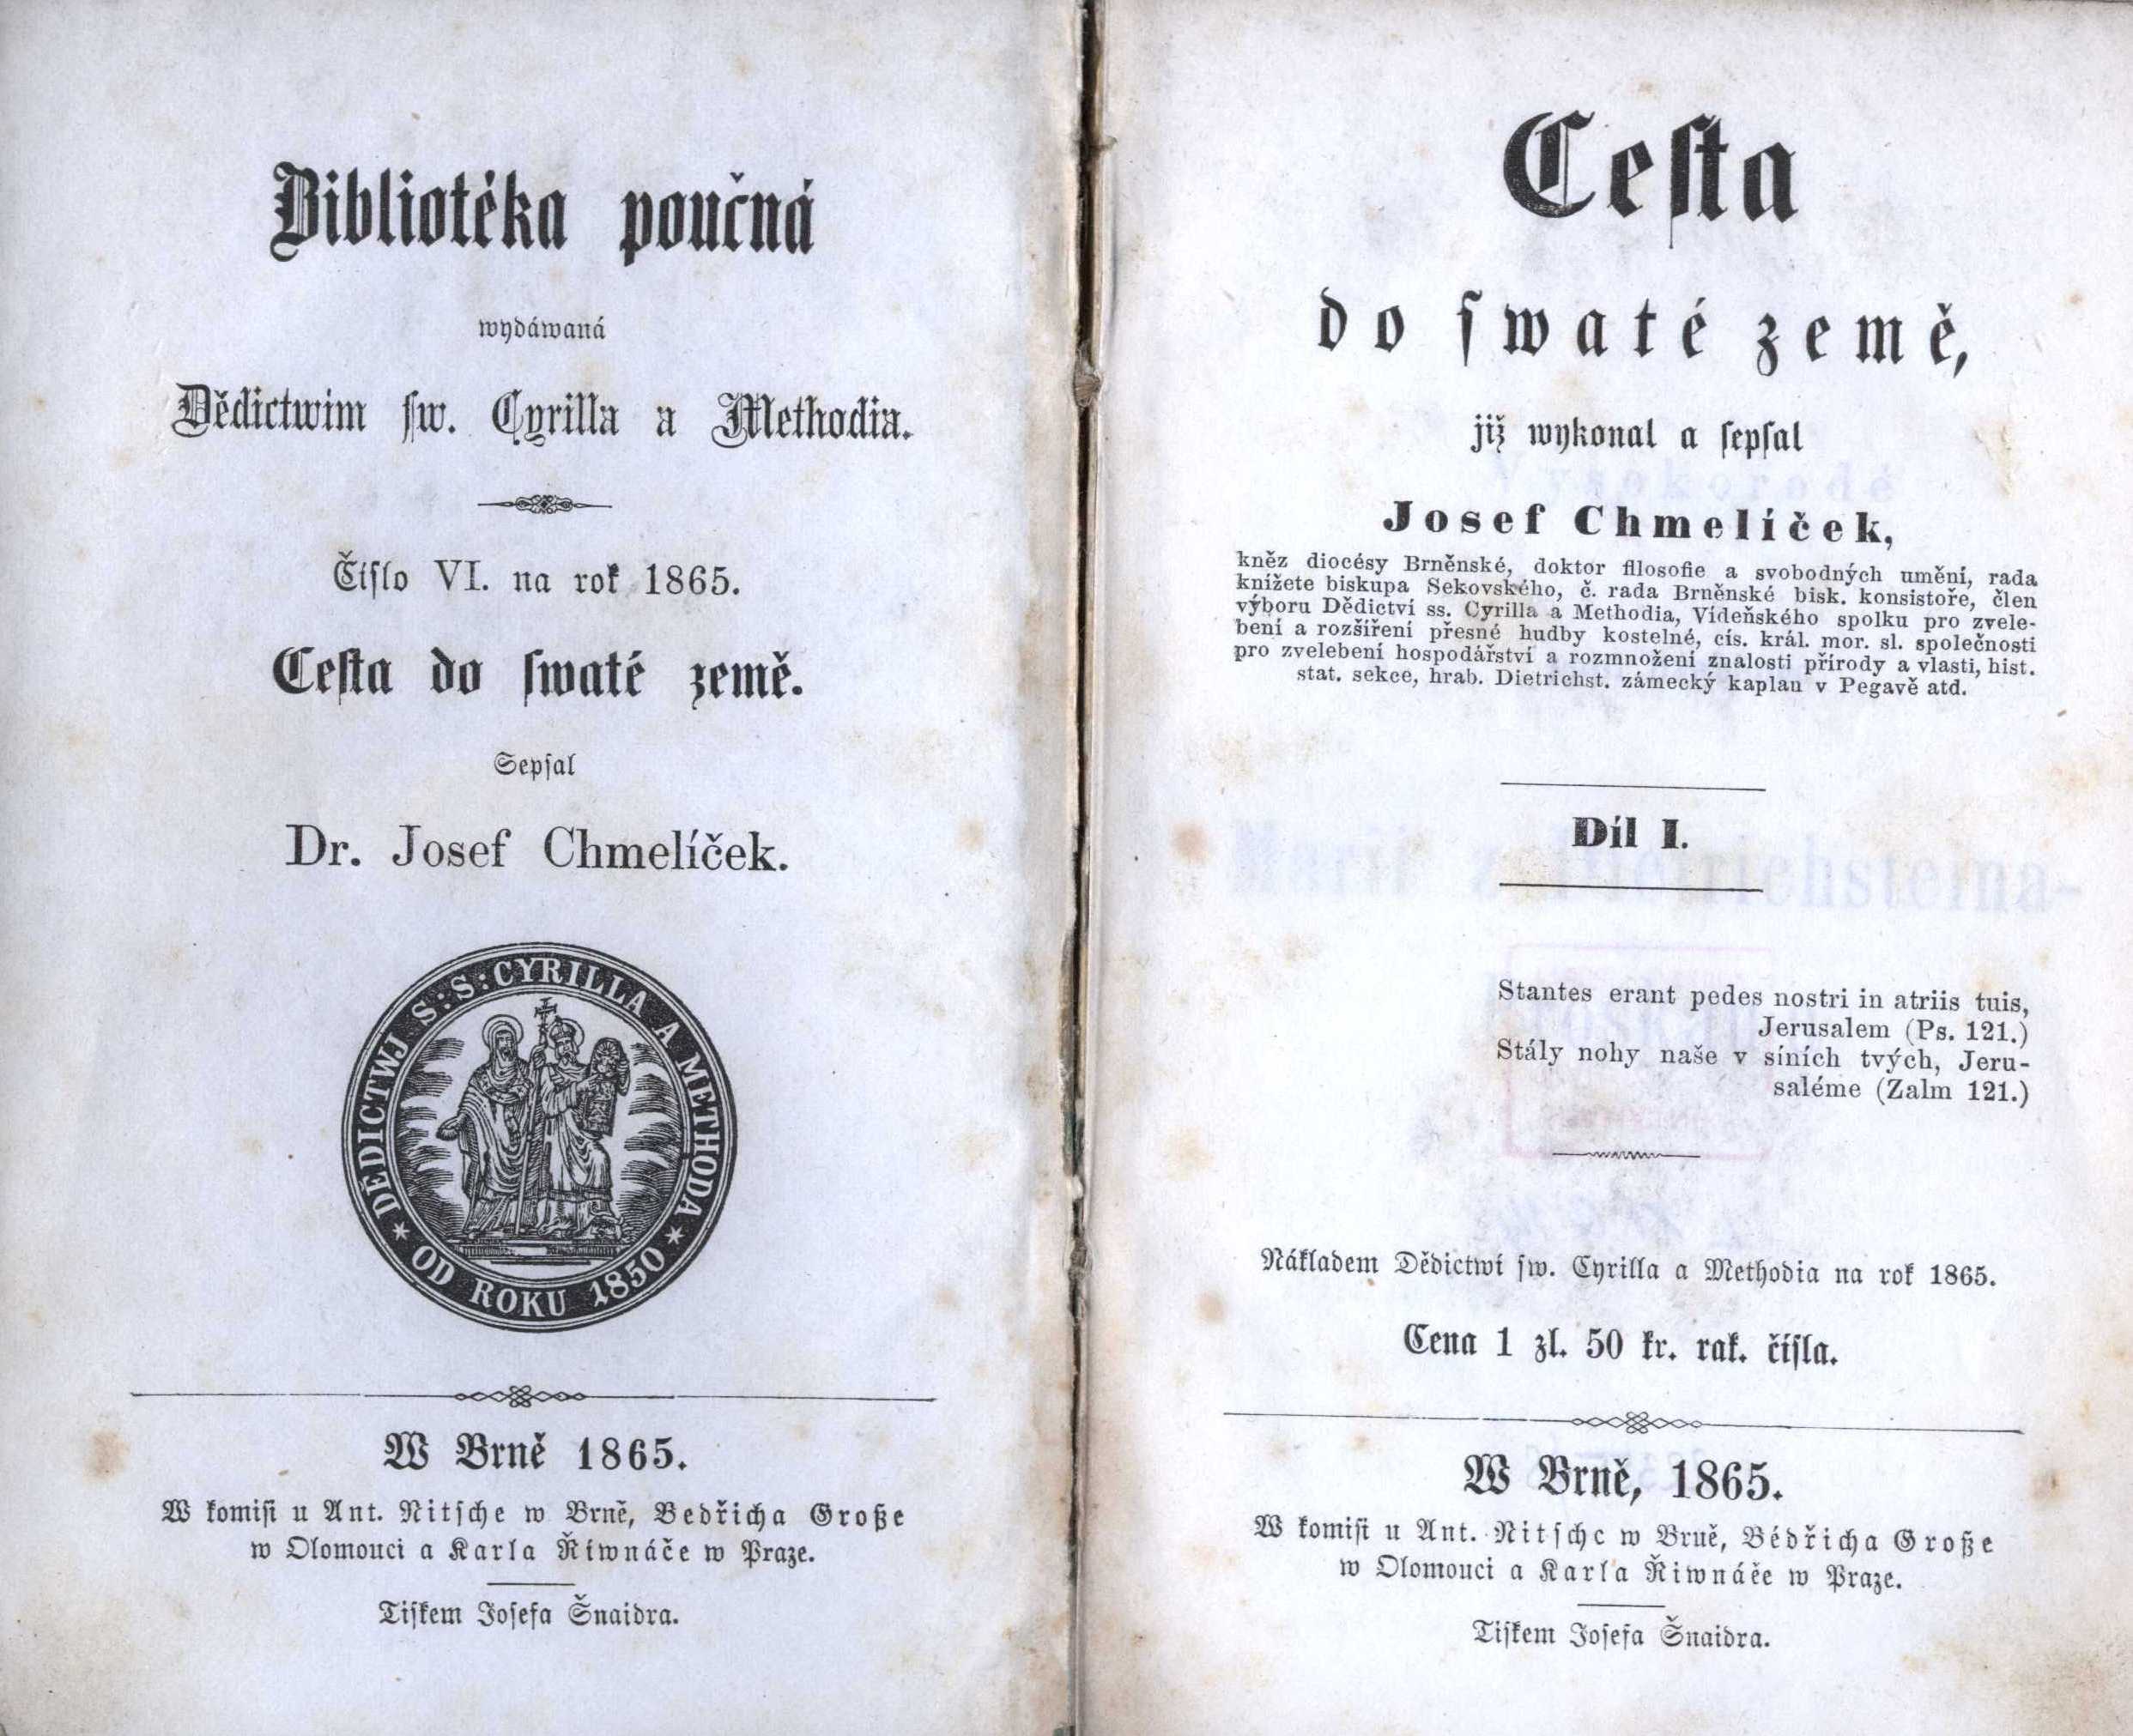 Bibliotéka poučná
wydáwaná
Dědictwim sw. Cyrilla a Methodia.
Čislo VI. na rok 1865.
Cesta do swaté země.
Sepsal
Dr. Josef Chmelíček.
DĚDICTWJ S:S:CYRILLA A METHODA
* OD ROKU 1850 *
W Brně 1865.
W komisi u Ant. Nitsche w Brně, Bedřicha Große
w Olomouci a Karla Řiwnáče w Praze.
Tiskem Josefa Šnaidra.
Cesta
do swaté země,
již wykonal a sepsal
Josef Chmelíček,
kněz diocésy Brněnské, doktor filosofie a svobodných umění, rada
knížete biskupa Sekovského, č. rada Brněnské bisk. konsistoře, člen
výboru Dědictví ss. Cyrilla a Methodia, Vídeňského spolku pro zvele-
bení a rozšíření přesné hudby kostelné, cís. král. mor. sl. společnosti
pro zvelebení hospodářství a rozmnožení znalosti přírody a vlasti, hist.
stat. sekce, hrab. Dietrichst. zámecký kaplan v Pegavě atd.
Díl I.
Stantes erant pedes nostri in atriis tuis,
Jerusalem (Ps. 121.)
Stály nohy naše v síních tvých, Jeru-
saléme (Zalm 121.)
Nákladem Dědictwí sw. Cyrilla a Methodia na rok 1865.
Cena 1 zl. 50 kr. rak. čísla.
W Brně, 1865.
W komisi u Ant. Nitsche w Brně, Bédřicha Große
w Olomouci a Karla Řiwnáče w Praze.
Tiskem Josefa Šnaidra.